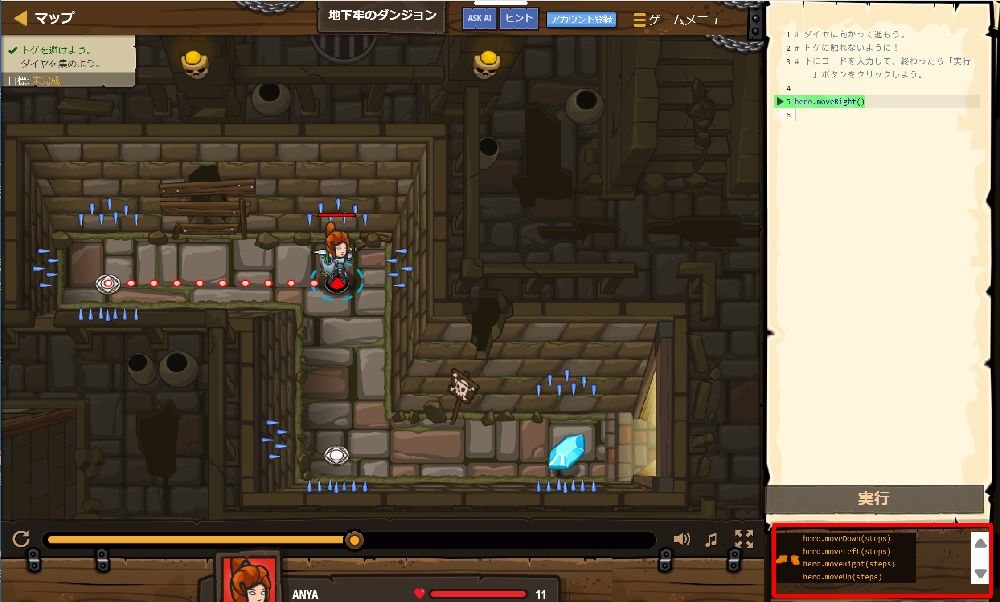 マップ
地下牢のダンジョン
ASK AI
ヒント
アカウント登録
ゲームメニュー
トゲを避けよう。
ダイヤを集めよう。
目標: 未完成
1 # ダイヤに向かって進もう。
2 # トゲに触れないように！
3 # 下にコードを入力して、終わったら「実行
」ボタンをクリックしよう。
4
5 hero.moveRight()
6
実行
hero.moveDown(steps)
hero.moveLeft(steps)
hero.moveRight(steps)
hero.moveUp(steps)
ANYA
11